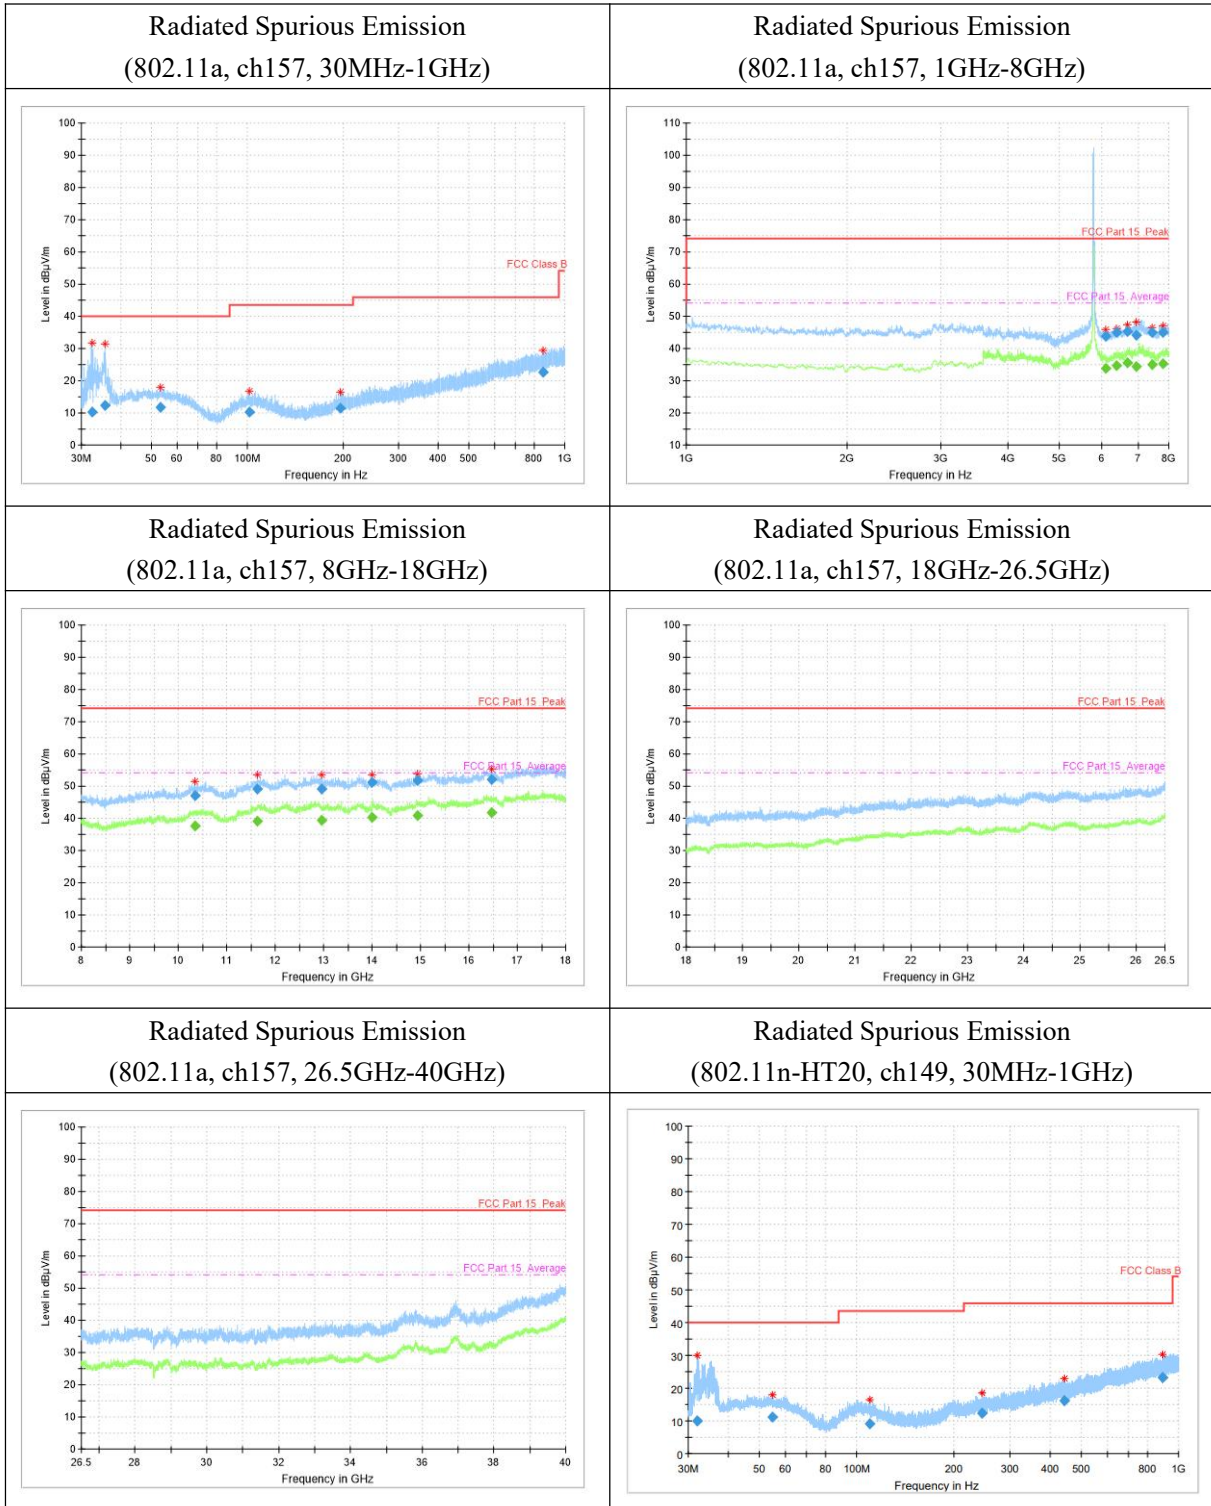 Radiated Spurious Emission
(802.11a, ch157, 30MHz-1GHz)
Radiated Spurious Emission
(802.11a, ch157, 1GHz-8GHz)
100
90
80
70
60
50
40
30
20
10
0
Level in dBµV/m
FCC Class B
30M 50 60 80 100M 200 300 400 500 800 1G
Frequency in Hz
110
100
90
80
70
60
50
40
30
20
10
Level in dBµV/m
FCC Part 15 Peak
FCC Part 15 Average
1G 2G 3G 4G 5G 6 7 8G
Frequency in Hz
Radiated Spurious Emission
(802.11a, ch157, 8GHz-18GHz)
Radiated Spurious Emission
(802.11a, ch157, 18GHz-26.5GHz)
100
90
80
70
60
50
40
30
20
10
0
Level in dBµV/m
FCC Part 15 Peak
FCC Part 15 Average
8 9 10 11 12 13 14 15 16 17 18
Frequency in GHz
100
90
80
70
60
50
40
30
20
10
0
Level in dBµV/m
FCC Part 15 Peak
FCC Part 15 Average
18 19 20 21 22 23 24 25 26 26.5
Frequency in GHz
Radiated Spurious Emission
(802.11a, ch157, 26.5GHz-40GHz)
Radiated Spurious Emission
(802.11n-HT20, ch149, 30MHz-1GHz)
100
90
80
70
60
50
40
30
20
10
0
Level in dBµV/m
FCC Part 15 Peak
FCC Part 15 Average
26.5 28 30 32 34 36 38 40
Frequency in GHz
100
90
80
70
60
50
40
30
20
10
0
Level in dBµV/m
FCC Class B
30M 50 60 80 100M 200 300 400 500 800 1G
Frequency in Hz